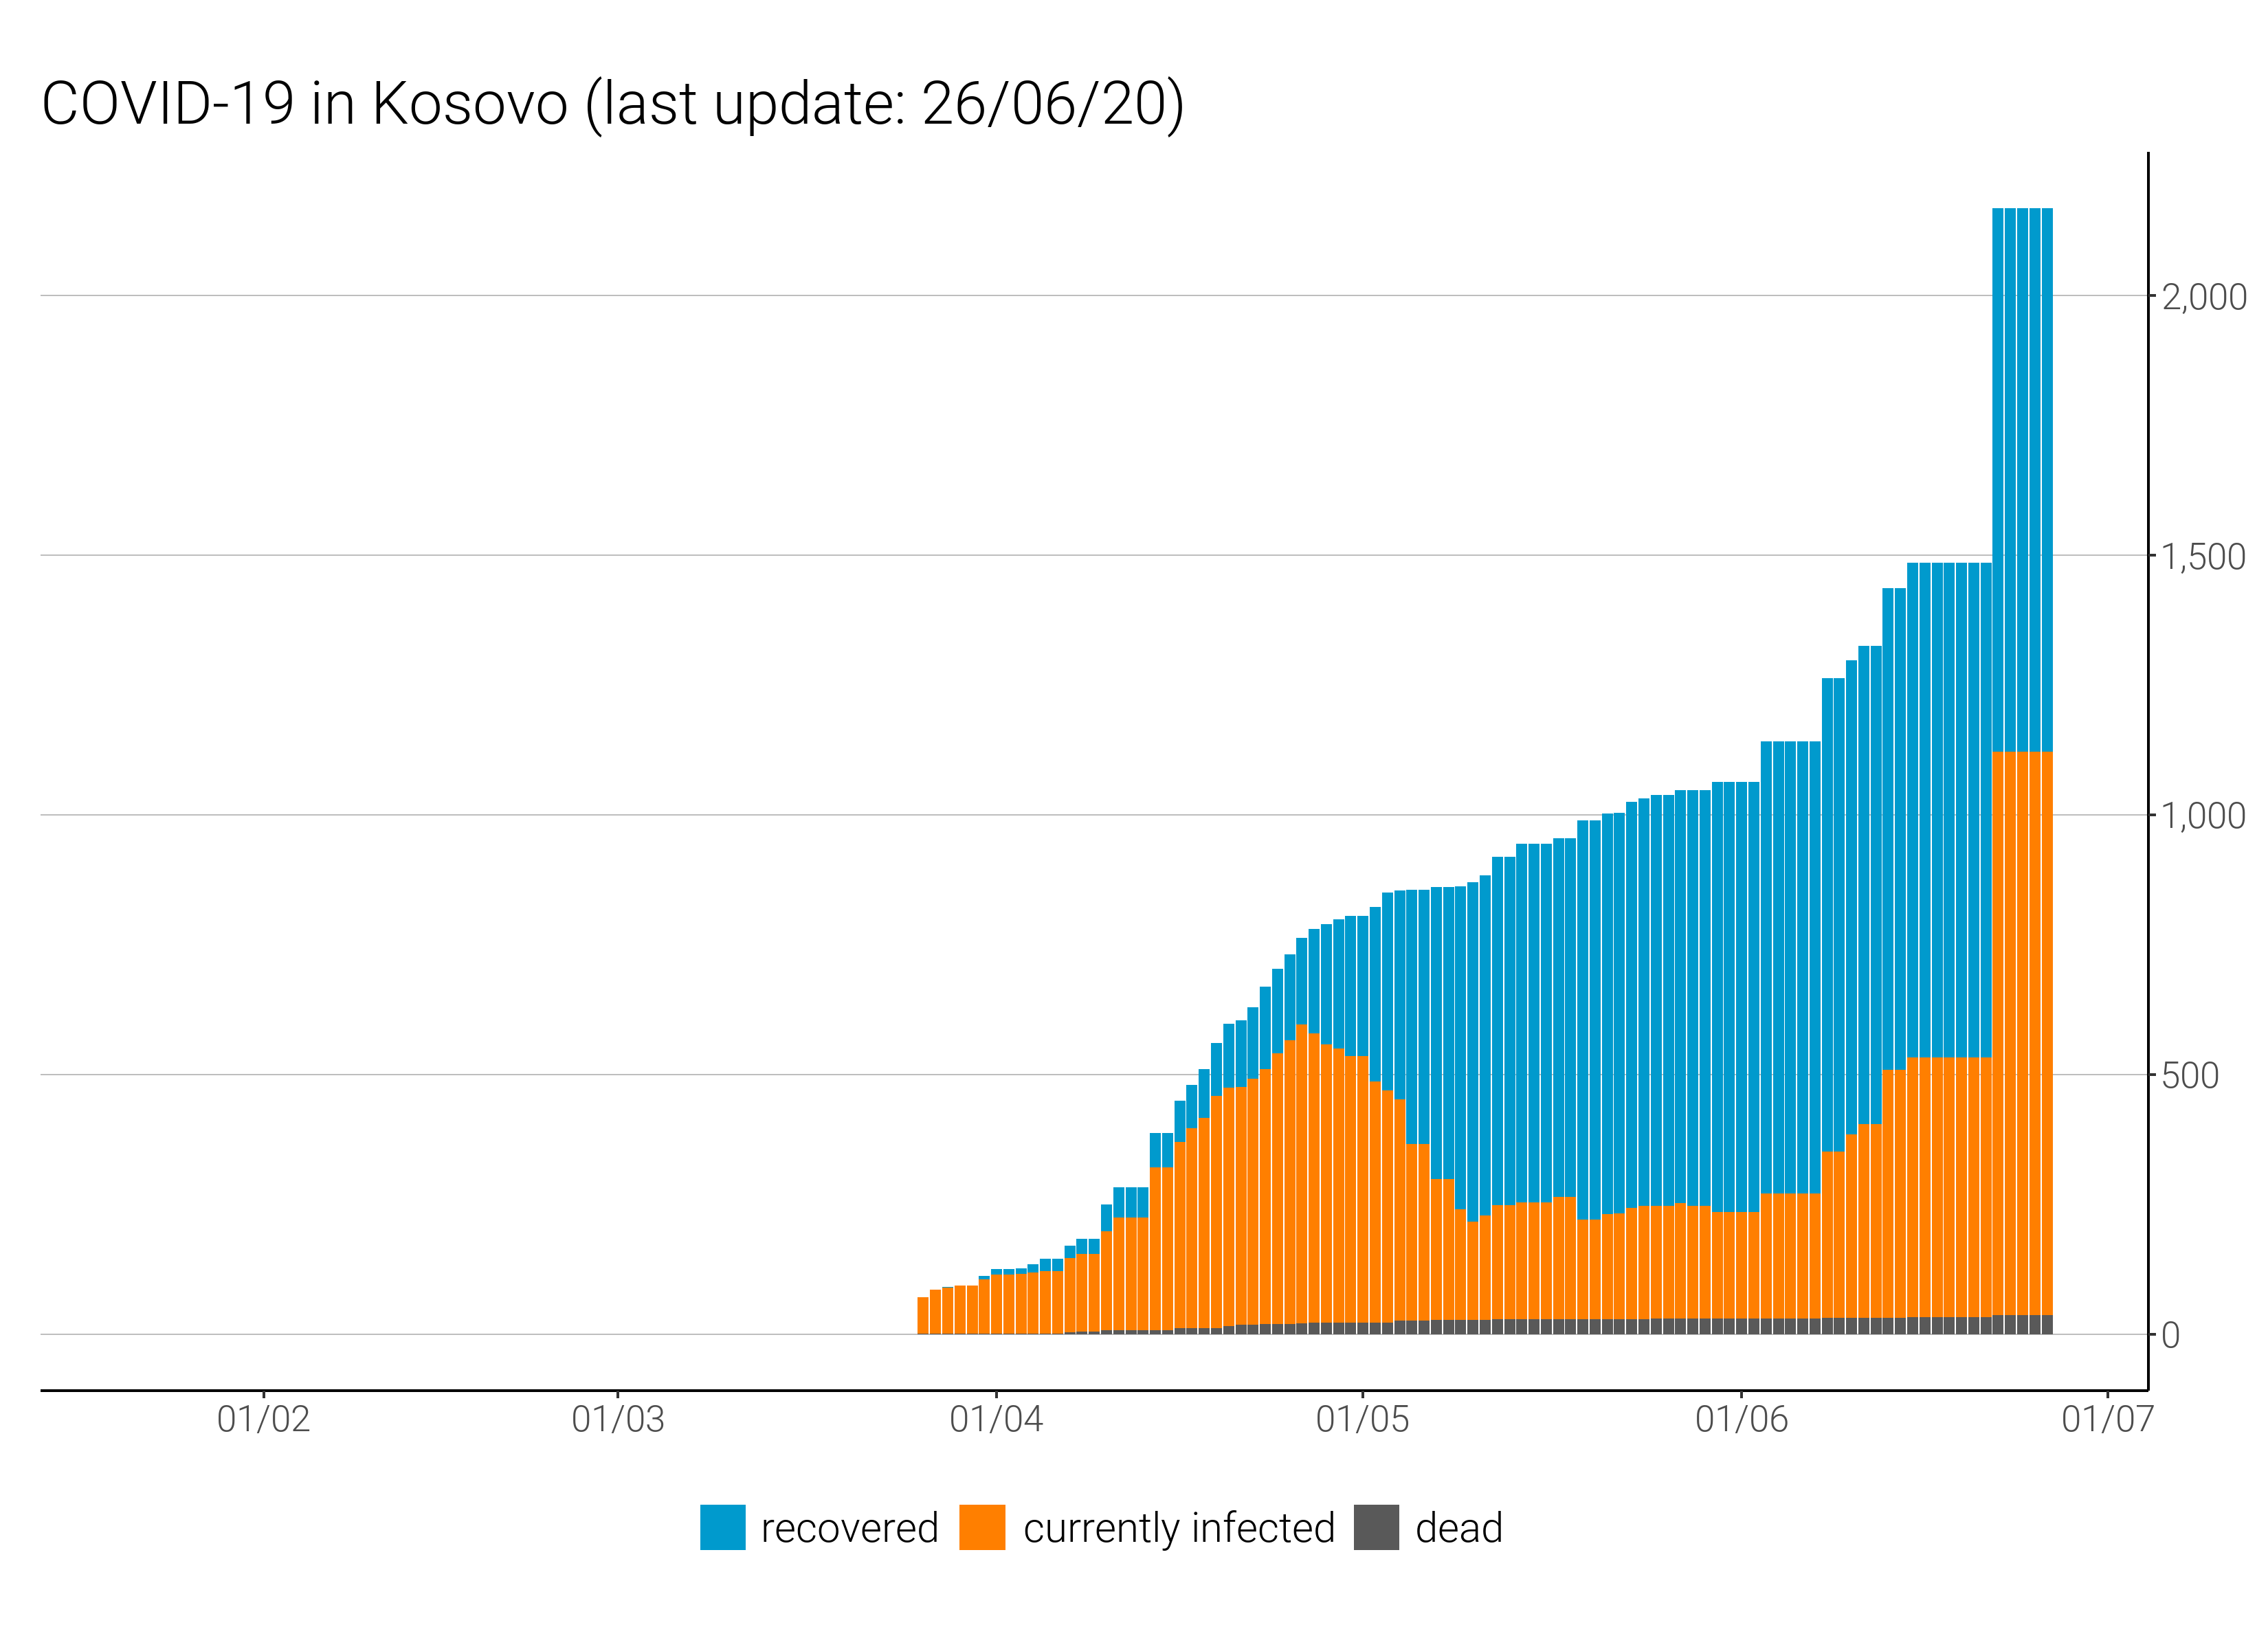 COVID-19 in Kosovo (last update: 26/06/20)
2,000
1,500
1,000
500
0
01/02 01/03 01/04 01/05 01/06 01/07
recovered currently infected dead